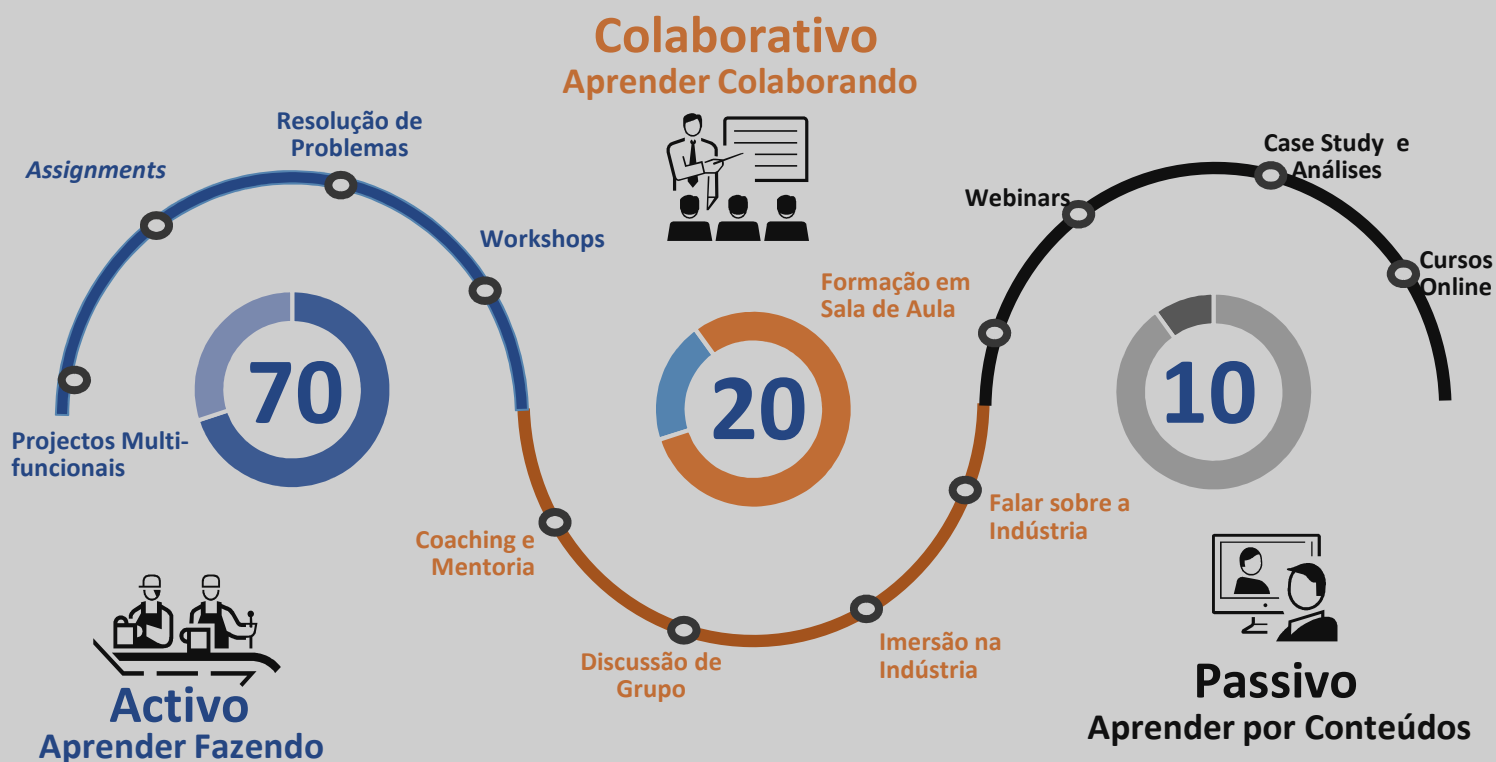 Colaborativo
Aprender Colaborando
Resolução de
Problemas
Assignments
Workshops
70
Projectos Multi-
funcionais
Activo
Aprender Fazendo
Coaching e
Mentoria
Discussão de
Grupo
20
Imersão na
Indústria
Falar sobre a
Indústria
Formação em
Sala de Aula
Webinars
Case Study e
Análises
Cursos
Online
10
Passivo
Aprender por Conteúdos